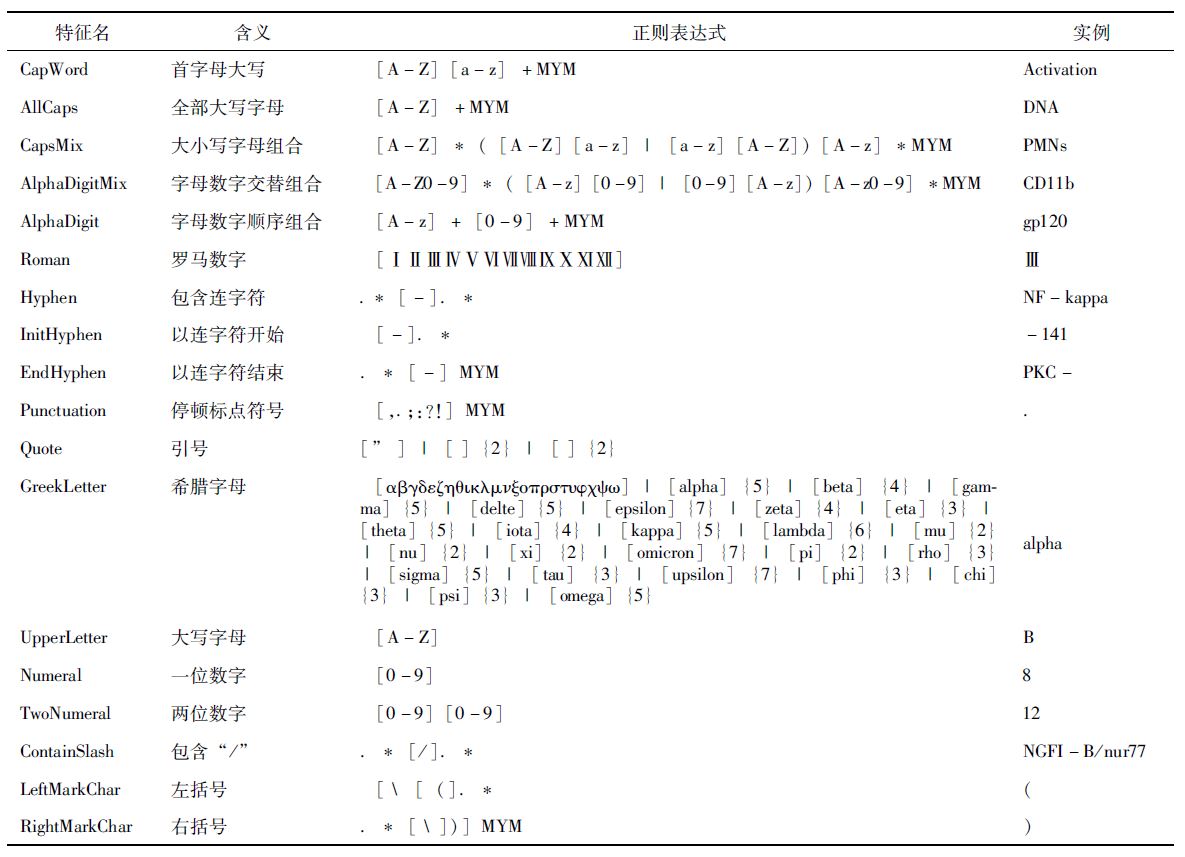 特征名 含义 正则表达式 实例
CapWord 首字母大写 [A-Z][a-z] +MYM Activation
AllCaps 全部大写字母 [A-Z] +MYM DNA
CapsMix 大小写字母组合 [A-Z] * ( [A-Z][a-z] | [a-z][A-Z])[A-z] *MYM PMNs
AlphaDigitMix 字母数字交替组合 [A-Z0-9] * ( [A-z][0-9] | [0-9][A-z])[A-z0-9] *MYM CD11b
AlphaDigit 字母数字顺序组合 [A-z] + [0-9] +MYM gp120
Roman 罗马数字 [ⅠⅡⅢⅣⅤⅥⅦⅧⅨⅩⅪⅫ] Ⅲ
Hyphen 包含连字符 . * [-]. * NF-kappa
InitHyphen 以连字符开始 [-]. * -141
EndHyphen 以连字符结束 . * [-] MYM PKC-
Punctuation 停顿标点符号 [,.;:?!] MYM .
Quote 引号 [” ] | [ ] {2} | [ ] {2}
GreekLetter 希腊字母 [αβγδεζηθικλμνξοπρστυφχψω] | [alpha] {5} | [beta] {4} | [gam-
ma] {5} | [delte] {5} | [epsilon] {7} | [zeta] {4} | [eta] {3} |
[theta] {5} | [iota] {4} | [kappa] {5} | [lambda] {6} | [mu] {2}
| [nu] {2} | [xi] {2} | [omicron] {7} | [pi] {2} | [rho] {3} alpha
| [sigma] {5} | [tau] {3} | [upsilon] {7} | [phi] {3} | [chi]
{3} | [psi] {3} | [omega] {5}
UpperLetter 大写字母 [A-Z] B
Numeral 一位数字 [0-9] 8
TwoNumeral 两位数字 [0-9][0-9] 12
ContainSlash 包含“/” . * [/]. * NGFI-B/nur77
LeftMarkChar 左括号 [\ [ (]. * (
RightMarkChar 右括号 . * [\])] MYM )